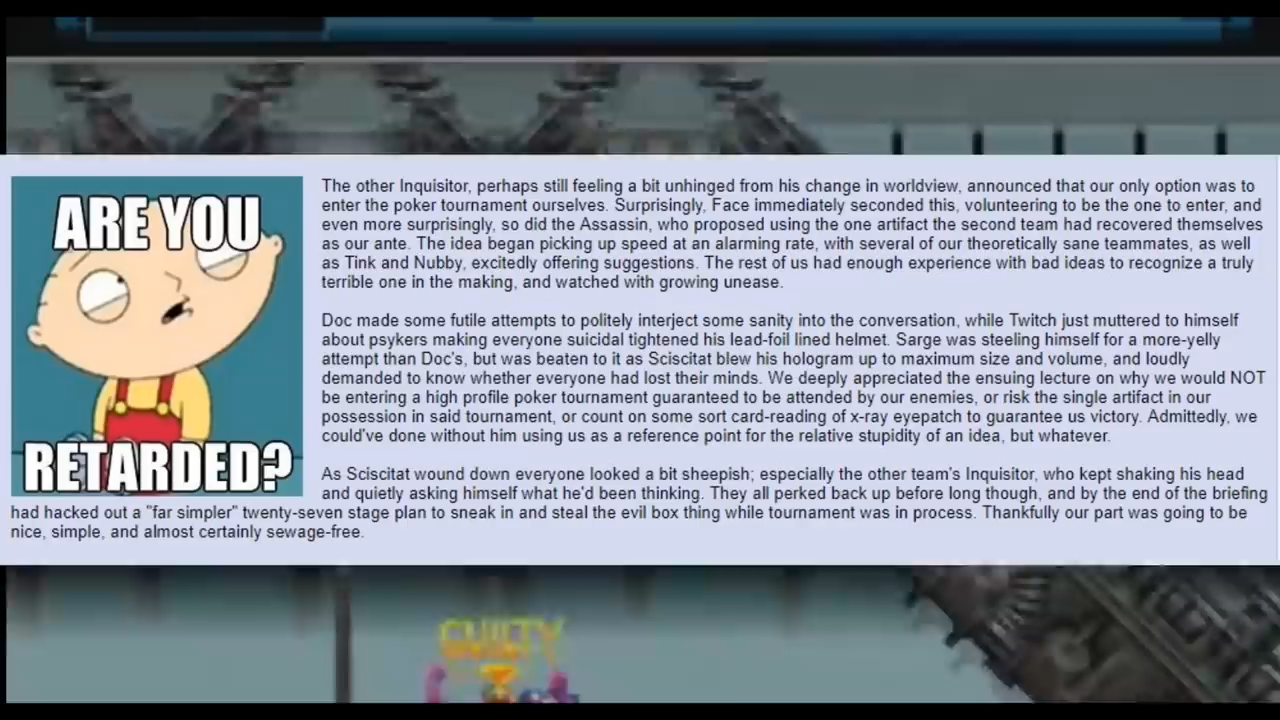 ARE YOU
RETARDED?
The other Inquisitor, perhaps still feeling a bit unhinged from his change in worldview, announced that our only option was to
enter the poker tournament ourselves. Surprisingly, Face immediately seconded this, volunteering to be the one to enter, and
even more surprisingly, so did the Assassin, who proposed using the one artifact the second team had recovered themselves
as our ante. The idea began picking up speed at an alarming rate, with several of our theoretically sane teammates, as well
as Tink and Nubby, excitedly offering suggestions. The rest of us had enough experience with bad ideas to recognize a truly
terrible one in the making, and watched with growing unease.
Doc made some futile attempts to politely interject some sanity into the conversation, while Twitch just muttered to himself
about psykers making everyone suicidal tightened his lead-foil lined helmet. Sarge was steeling himself for a more-yelly
attempt than Doc's, but was beaten to it as Sciscitat blew his hologram up to maximum size and volume, and loudly
demanded to know whether everyone had lost their minds. We deeply appreciated the ensuing lecture on why we would NOT
be entering a high profile poker tournament guaranteed to be attended by our enemies, or risk the single artifact in our
possession in said tournament, or count on some sort card-reading of x-ray eyepatch to guarantee us victory. Admittedly, we
could've done without him using us as a reference point for the relative stupidity of an idea, but whatever.
As Sciscitat wound down everyone looked a bit sheepish; especially the other team's Inquisitor, who kept shaking his head
and quietly asking himself what he'd been thinking. They all perked back up before long though, and by the end of the briefing
had hacked out a "far simpler" twenty-seven stage plan to sneak in and steal the evil box thing while tournament was in process. Thankfully our part was going to be
nice, simple, and almost certainly sewage-free.
GUILTY